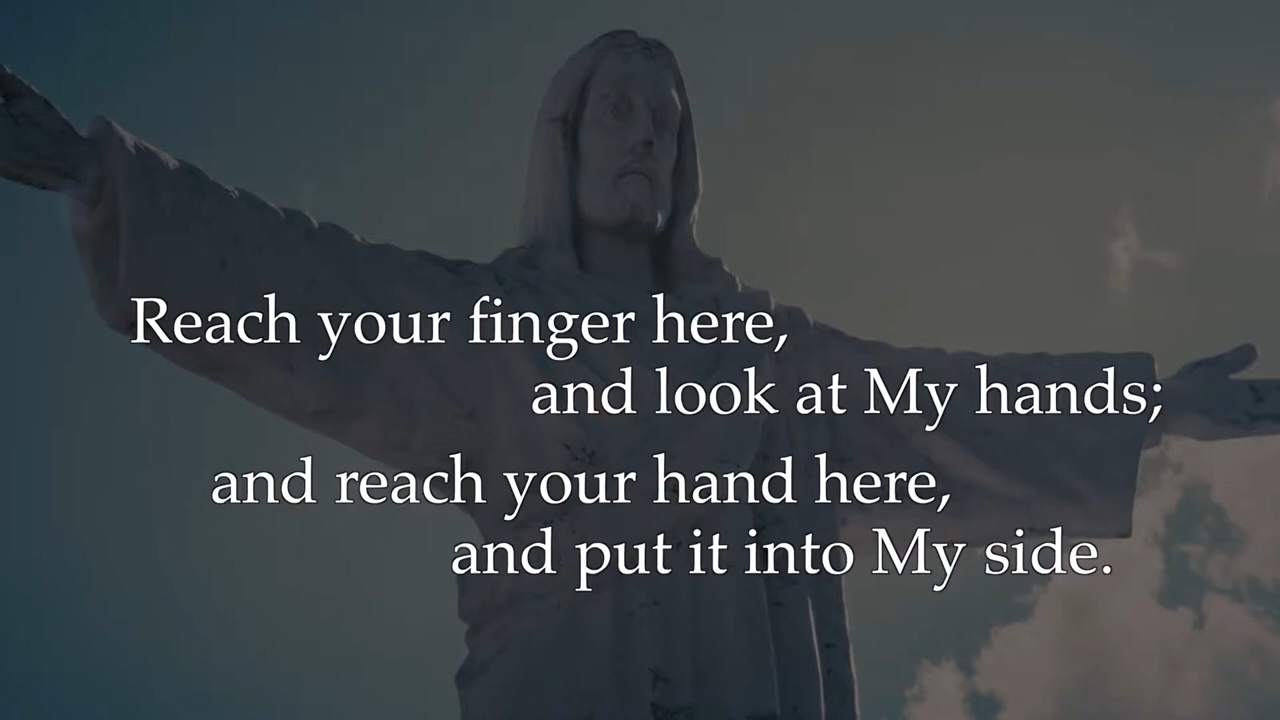 Reach your finger here,
and look at My hands;
and reach your hand here,
and put it into My side.